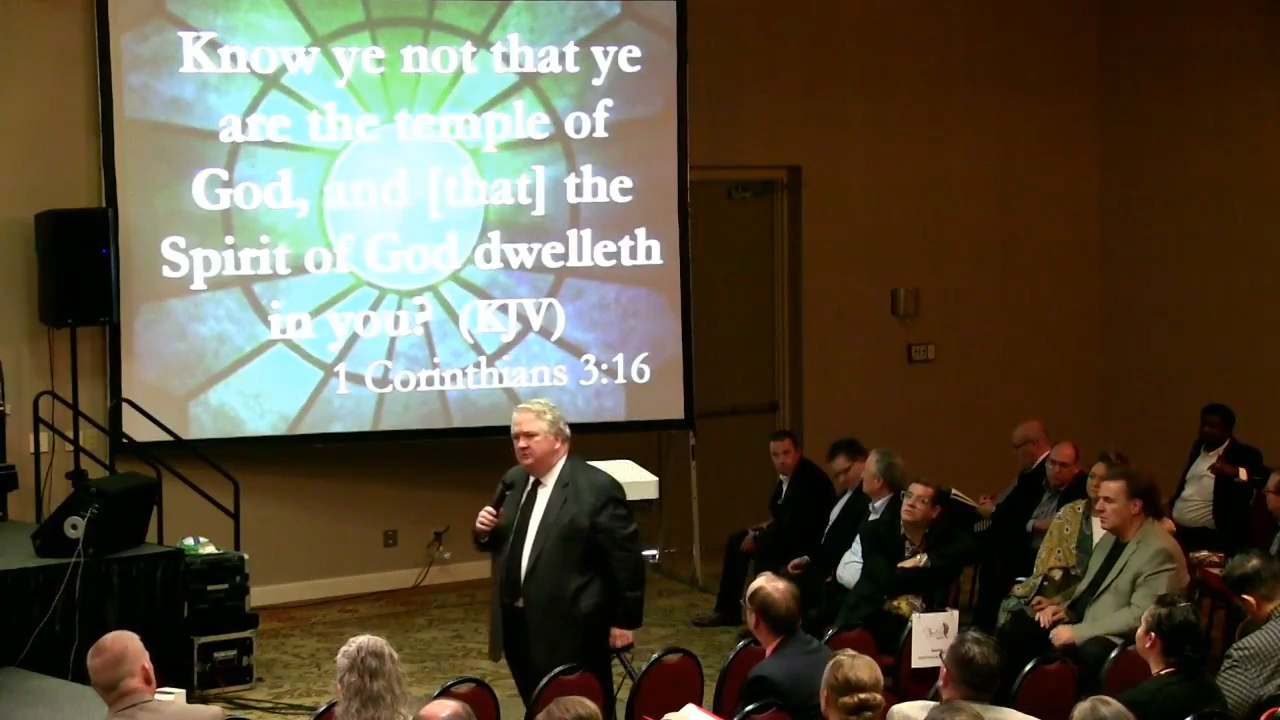 Know ye not that ye
are the temple of
God, and [that] the
Spirit of God dwelleth
in you? (KJV)
1 Corinthians 3:16